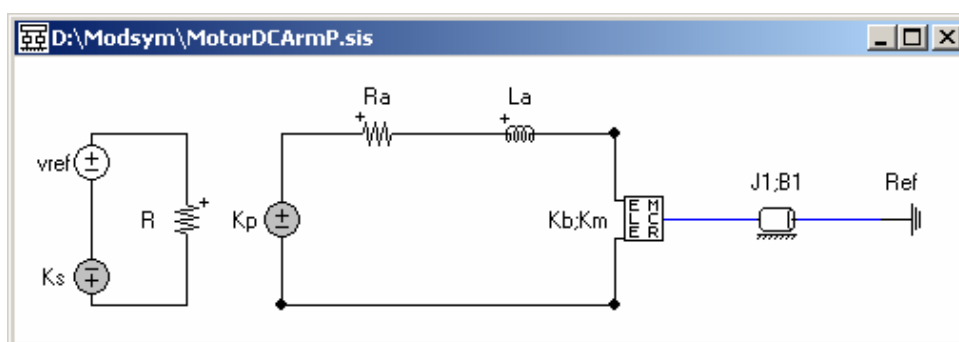 D:\Modsym\MotorDCArmP.sis
Ra
La
vref
R
Kp
Kb;Km
E M
L C
E R
J1;B1
Ref
Ks